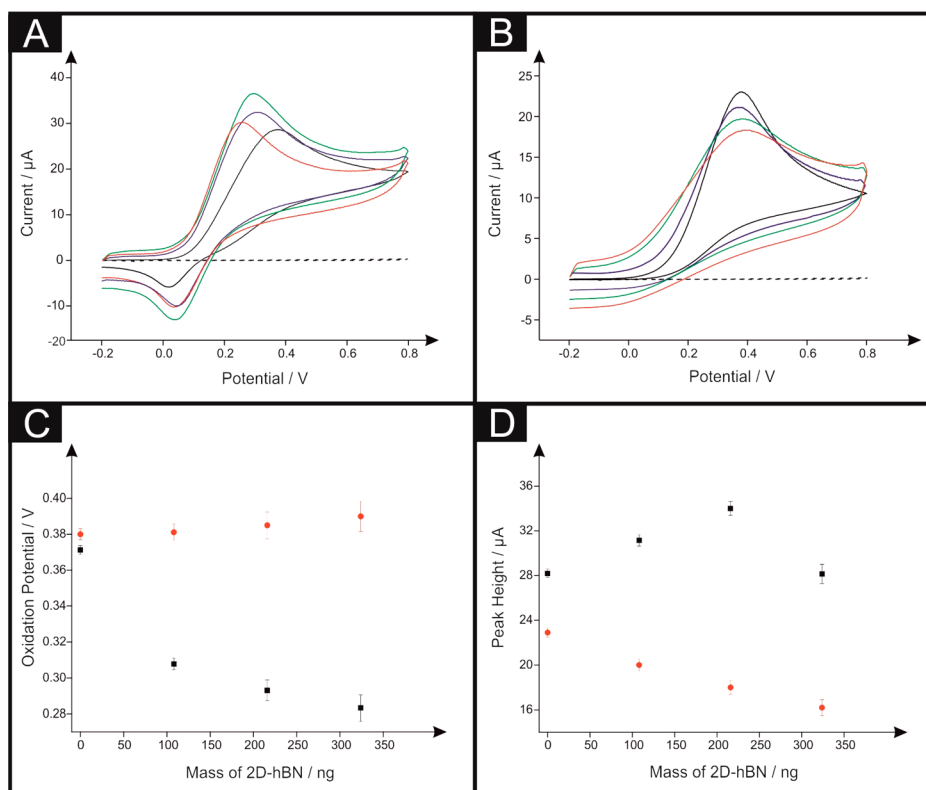 A
Current / µA
40
30
20
10
0
-10
-20
-0.2 0.0 0.2 0.4 0.6 0.8
Potential / V
B
Current / µA
25
20
15
10
5
0
-5
-0.2 0.0 0.2 0.4 0.6 0.8
Potential / V
C
Oxidation Potential / V
0.40
0.38
0.36
0.34
0.32
0.30
0.28
0 50 100 150 200 250 300 350
Mass of 2D-hBN / ng
D
Peak Height / µA
36
32
28
24
20
16
0 50 100 150 200 250 300 350
Mass of 2D-hBN / ng